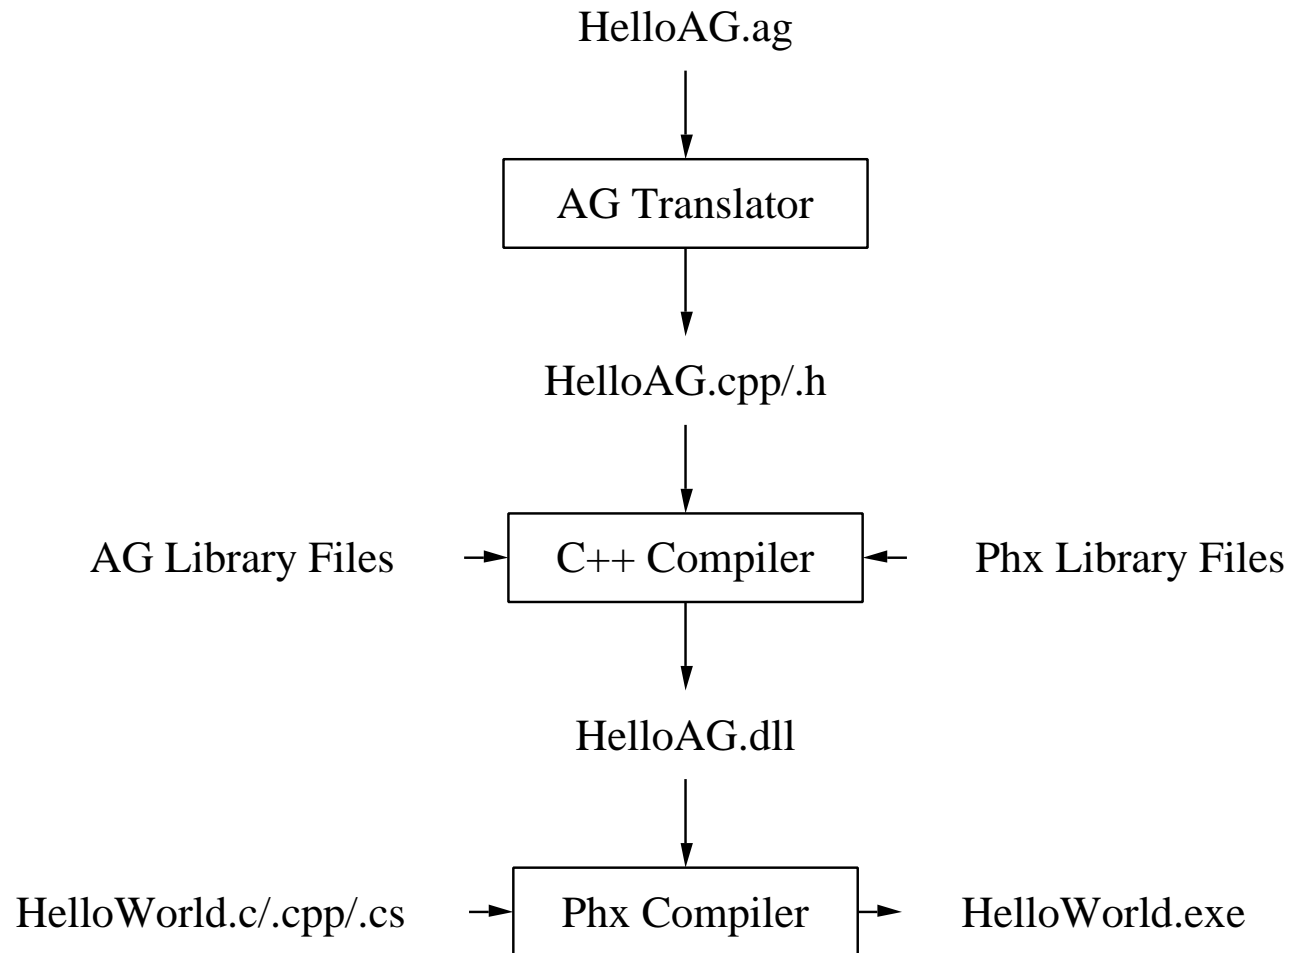 HelloAG.ag
AG Translator
HelloAG.cpp/.h
AG Library Files
C++ Compiler
Phx Library Files
HelloAG.dll
HelloWorld.c/.cpp/.cs
Phx Compiler
HelloWorld.exe